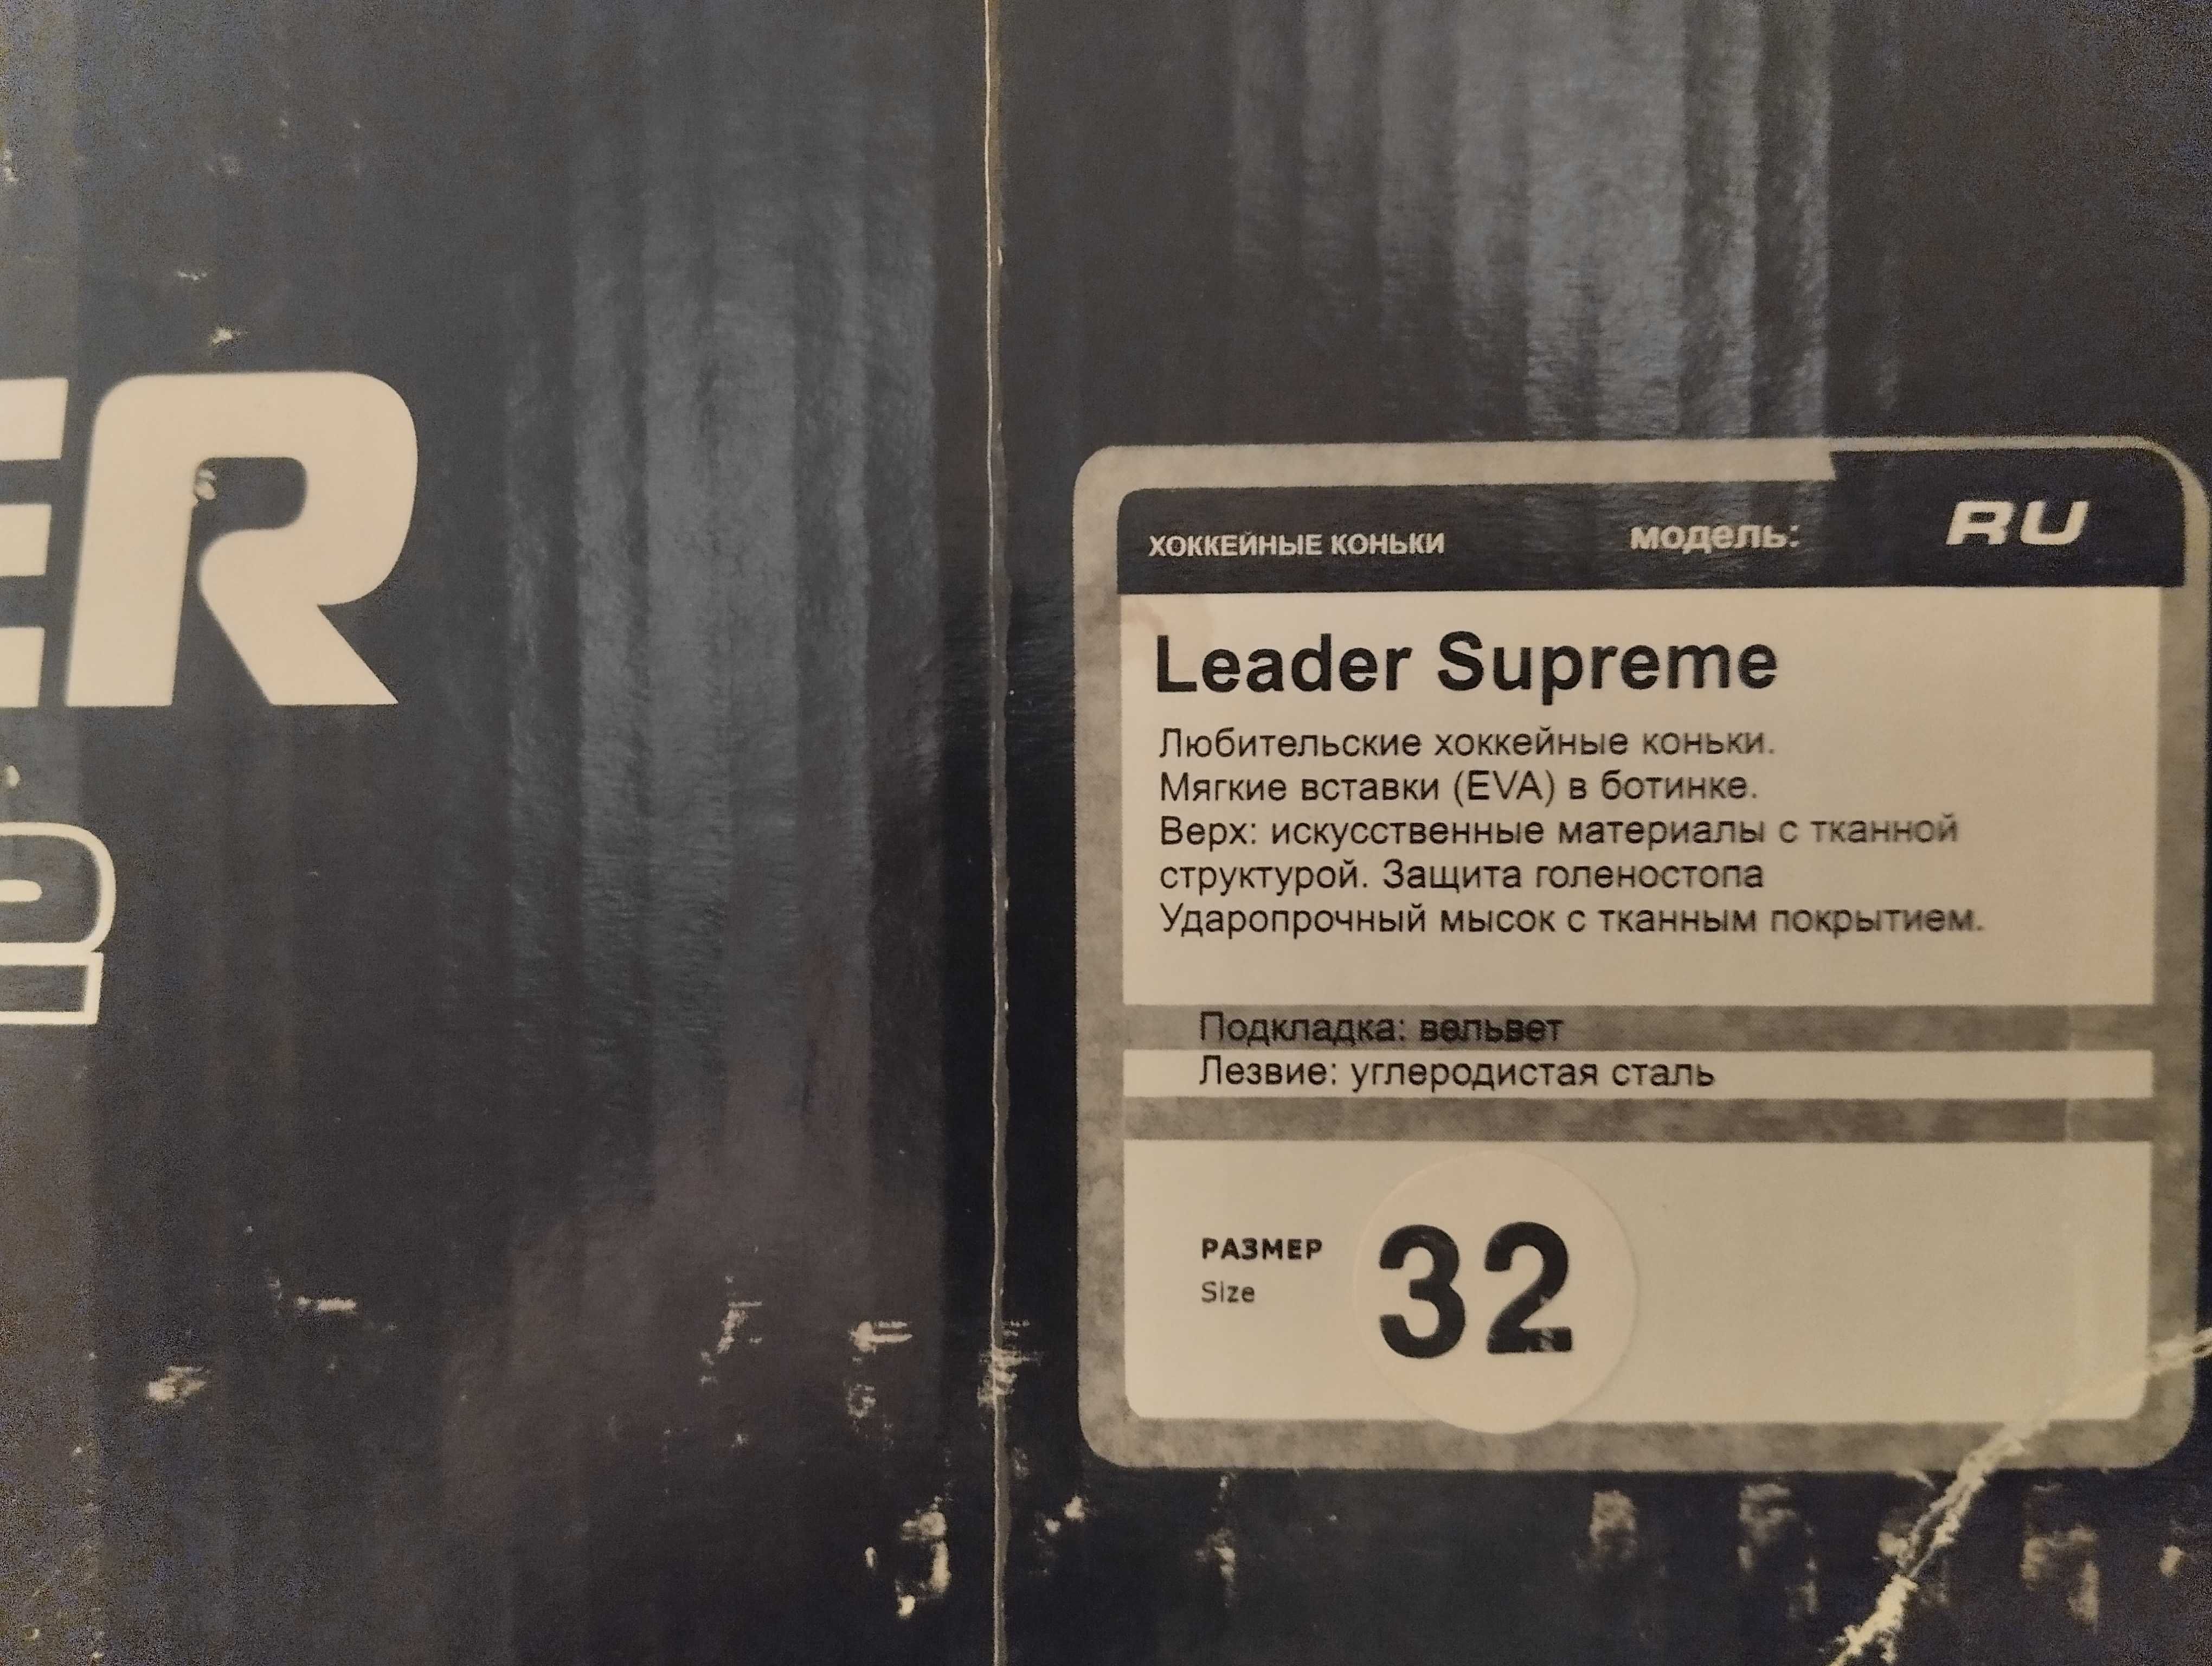 ER
e
ХОККЕЙНЫЕ КОНЬКИ модель: RU
Leader Supreme
Любительские хоккейные коньки.
Мягкие вставки (EVA) в ботинке.
Верх: искусственные материалы с тканной
структурой. Защита голеностопа
Ударопрочный мысок с тканным покрытием.
Подкладка: вельвет
Лезвие: углеродистая сталь
РАЗМЕР
Size
32